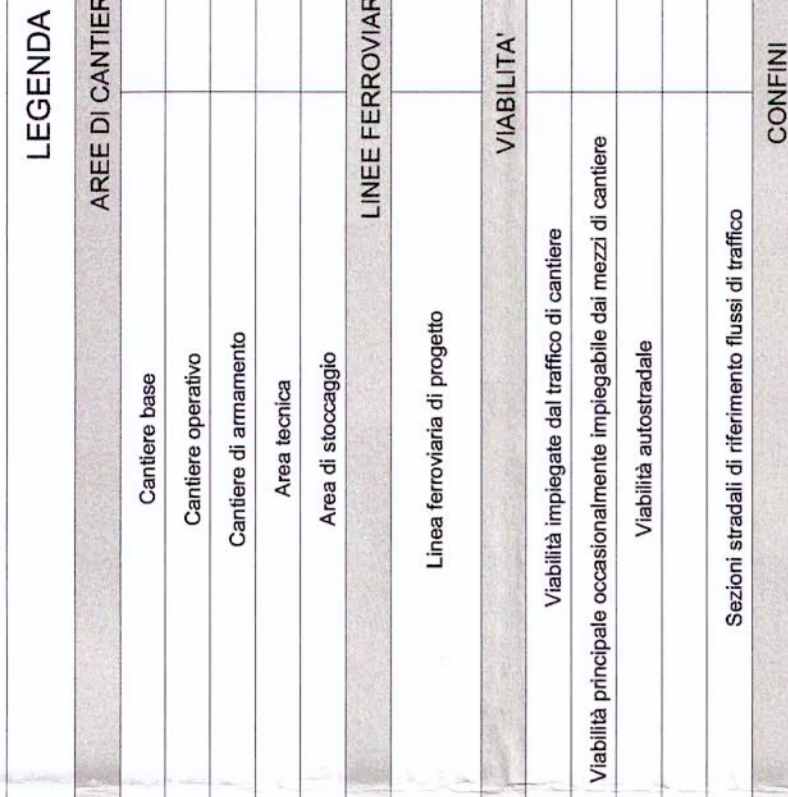 LEGENDA
AREE DI CANTIER
Cantiere base
Cantiere operativo
Cantiere di armamento
Area tecnica
Area di stoccaggio
LINEE FERROVIAR
Linea ferroviaria di progetto
VIABILITA'
Viabilità impiegate dal traffico di cantiere
Viabilità principale occasionalmente impiegabile dai mezzi di cantiere
Viabilità autostradale
Sezioni stradali di riferimento flussi di traffico
CONFINI